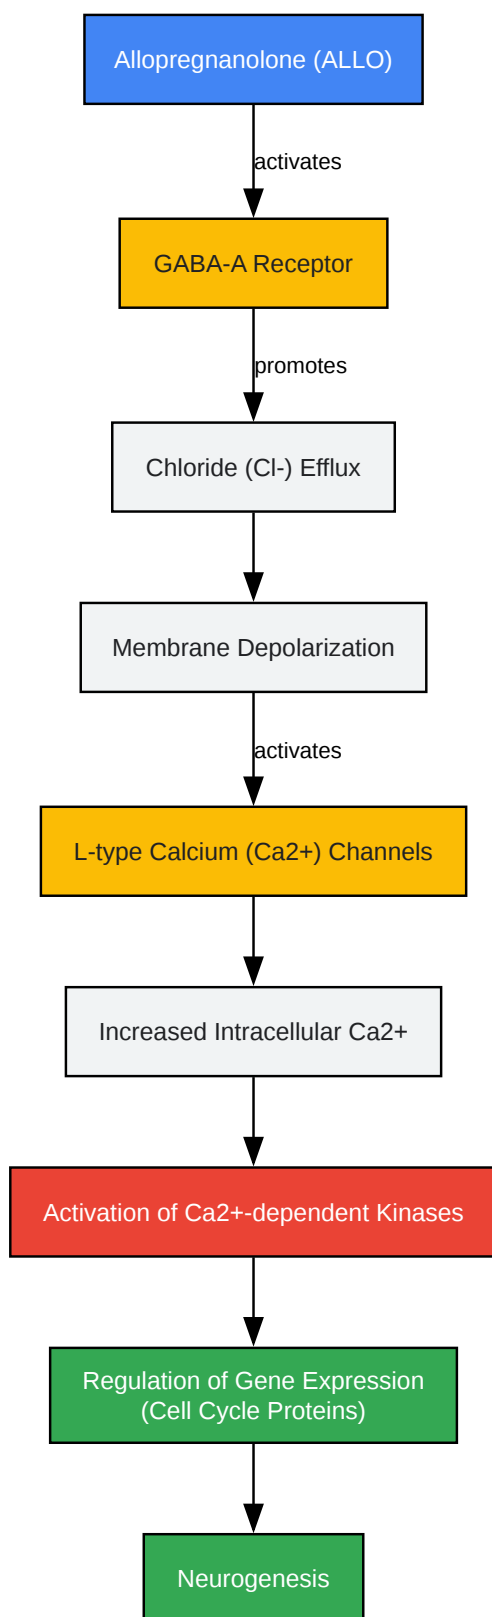 Allopregnanolone (ALLO)
activates
GABA-A Receptor
promotes
Chloride (Cl-) Efflux
Membrane Depolarization
activates
L-type Calcium (Ca2+) Channels
Increased Intracellular Ca2+
Activation of Ca2+-dependent Kinases
Regulation of Gene Expression
(Cell Cycle Proteins)
Neurogenesis